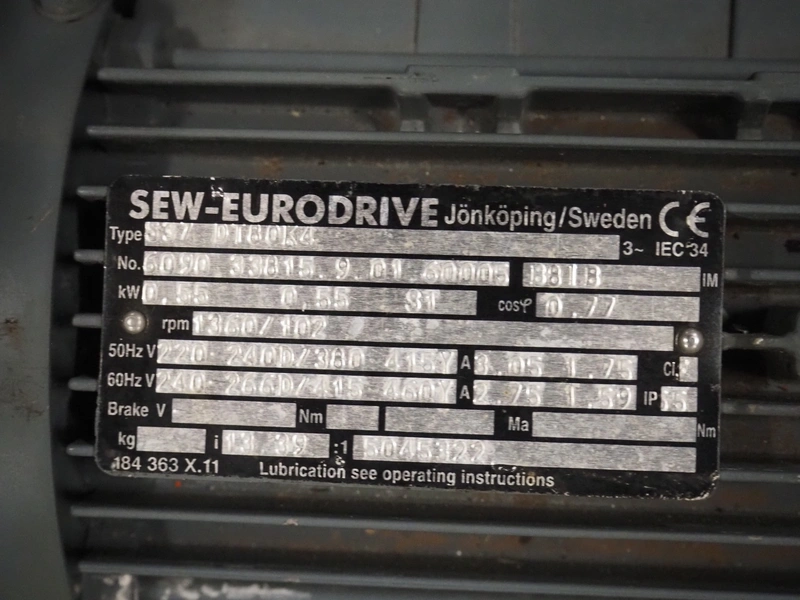 SEW-EURODRIVE Jönköping/Sweden CE
Type S37 DT80K4 3~ IEC 34
No. 6090 33815.9.01.60005 B81B IM
kW 0,55 0,55 S1 cosφ 0.77
rpm 1360/102
50Hz V 220-240D/380 415Y A 3.05 1.75 Cl.
60Hz V 240-266D/415 460Y A 2.75 1.59 IP 55
Brake V Nm Ma Nm
kg i 13.39 :1
184 363 X.11 Lubrication see operating instructions